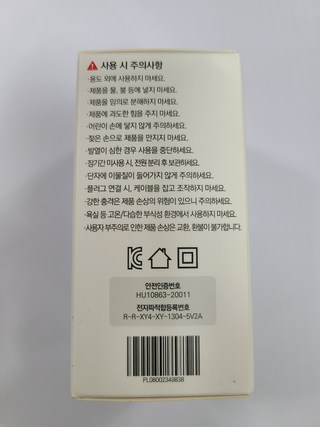 사용 시 주의사항
·용도 외에 사용하지 마세요.
·제품을 물, 불 등에 넣지 마세요.
·제품을 임의로 분해하지 마세요.
·제품에 과도한 힘을 주지 마세요.
·어린이 손에 닿지 않게 주의하세요.
·젖은 손으로 제품을 만지지 마세요.
·발열이 심한 경우 사용을 중단하세요.
·장기간 미사용 시, 전원 분리 후 보관하세요.
·단자에 이물질이 들어가지 않게 주의하세요.
·플러그 연결 시, 케이블을 잡고 조작하지 마세요.
·강한 충격은 제품 손상의 위험이 있으니 주의하세요.
·욕실 등 고온/다습한 부식성 환경에서 사용하지 마세요.
·사용자 부주의로 인한 제품 손상은 교환, 환불이 불가합니다.
안전인증번호
HU10863-20011
전자파적합등록번호
R-R-XY4-XY-1304-5V2A
PL08002349838